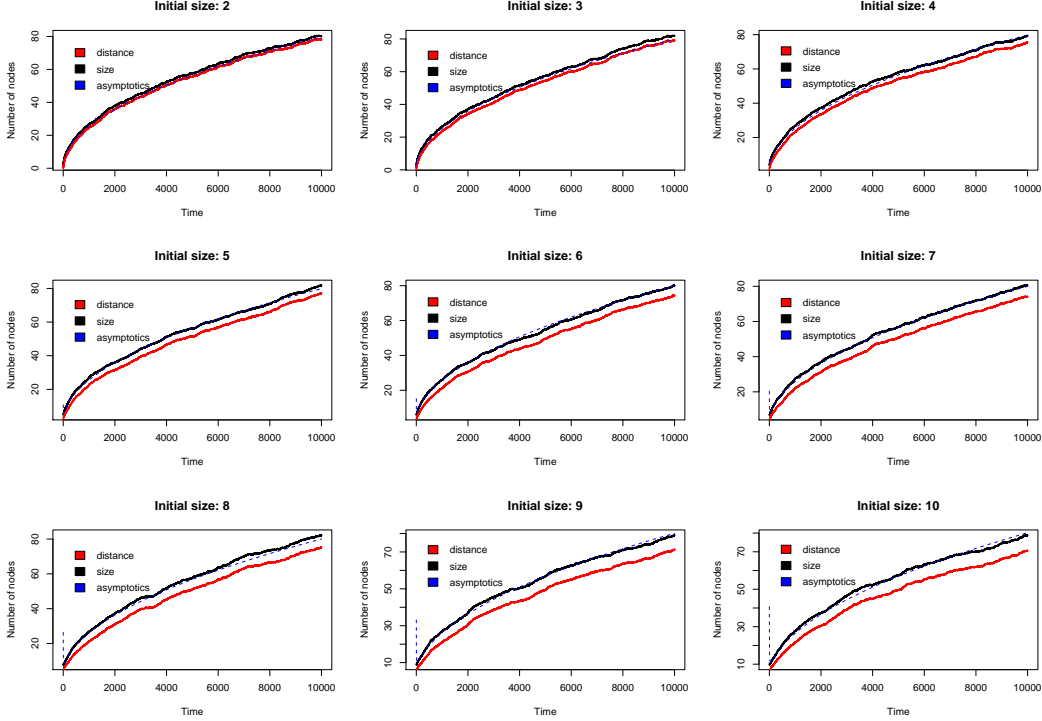 Initial size: 2
Number of nodes
0 20 40 60 80
distance
size
asymptotics
0 2000 4000 6000 8000 10000
Time
Initial size: 3
Number of nodes
0 20 40 60 80
distance
size
asymptotics
0 2000 4000 6000 8000 10000
Time
Initial size: 4
Number of nodes
0 20 40 60 80
distance
size
asymptotics
0 2000 4000 6000 8000 10000
Time
Initial size: 5
Number of nodes
20 40 60 80
distance
size
asymptotics
0 2000 4000 6000 8000 10000
Time
Initial size: 6
Number of nodes
20 40 60 80
distance
size
asymptotics
0 2000 4000 6000 8000 10000
Time
Initial size: 7
Number of nodes
20 40 60 80
distance
size
asymptotics
0 2000 4000 6000 8000 10000
Time
Initial size: 8
Number of nodes
20 40 60 80
distance
size
asymptotics
0 2000 4000 6000 8000 10000
Time
Initial size: 9
Number of nodes
10 30 50 70
distance
size
asymptotics
0 2000 4000 6000 8000 10000
Time
Initial size: 10
Number of nodes
10 30 50 70
distance
size
asymptotics
0 2000 4000 6000 8000 10000
Time